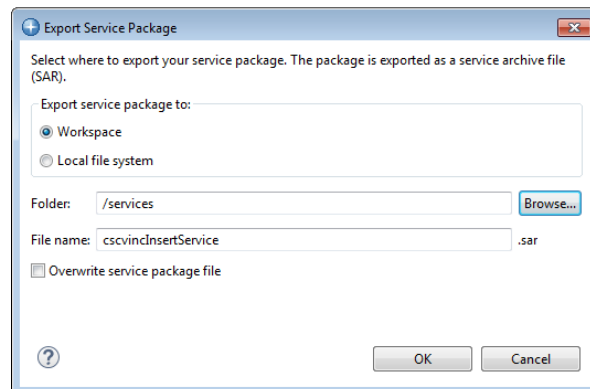 Export Service Package
Select where to export your service package. The package is exported as a service archive file
(SAR).
Export service package to:
Workspace
Local file system
Folder: /services Browse...
File name: cscvincInsertService .sar
Overwrite service package file
? OK Cancel